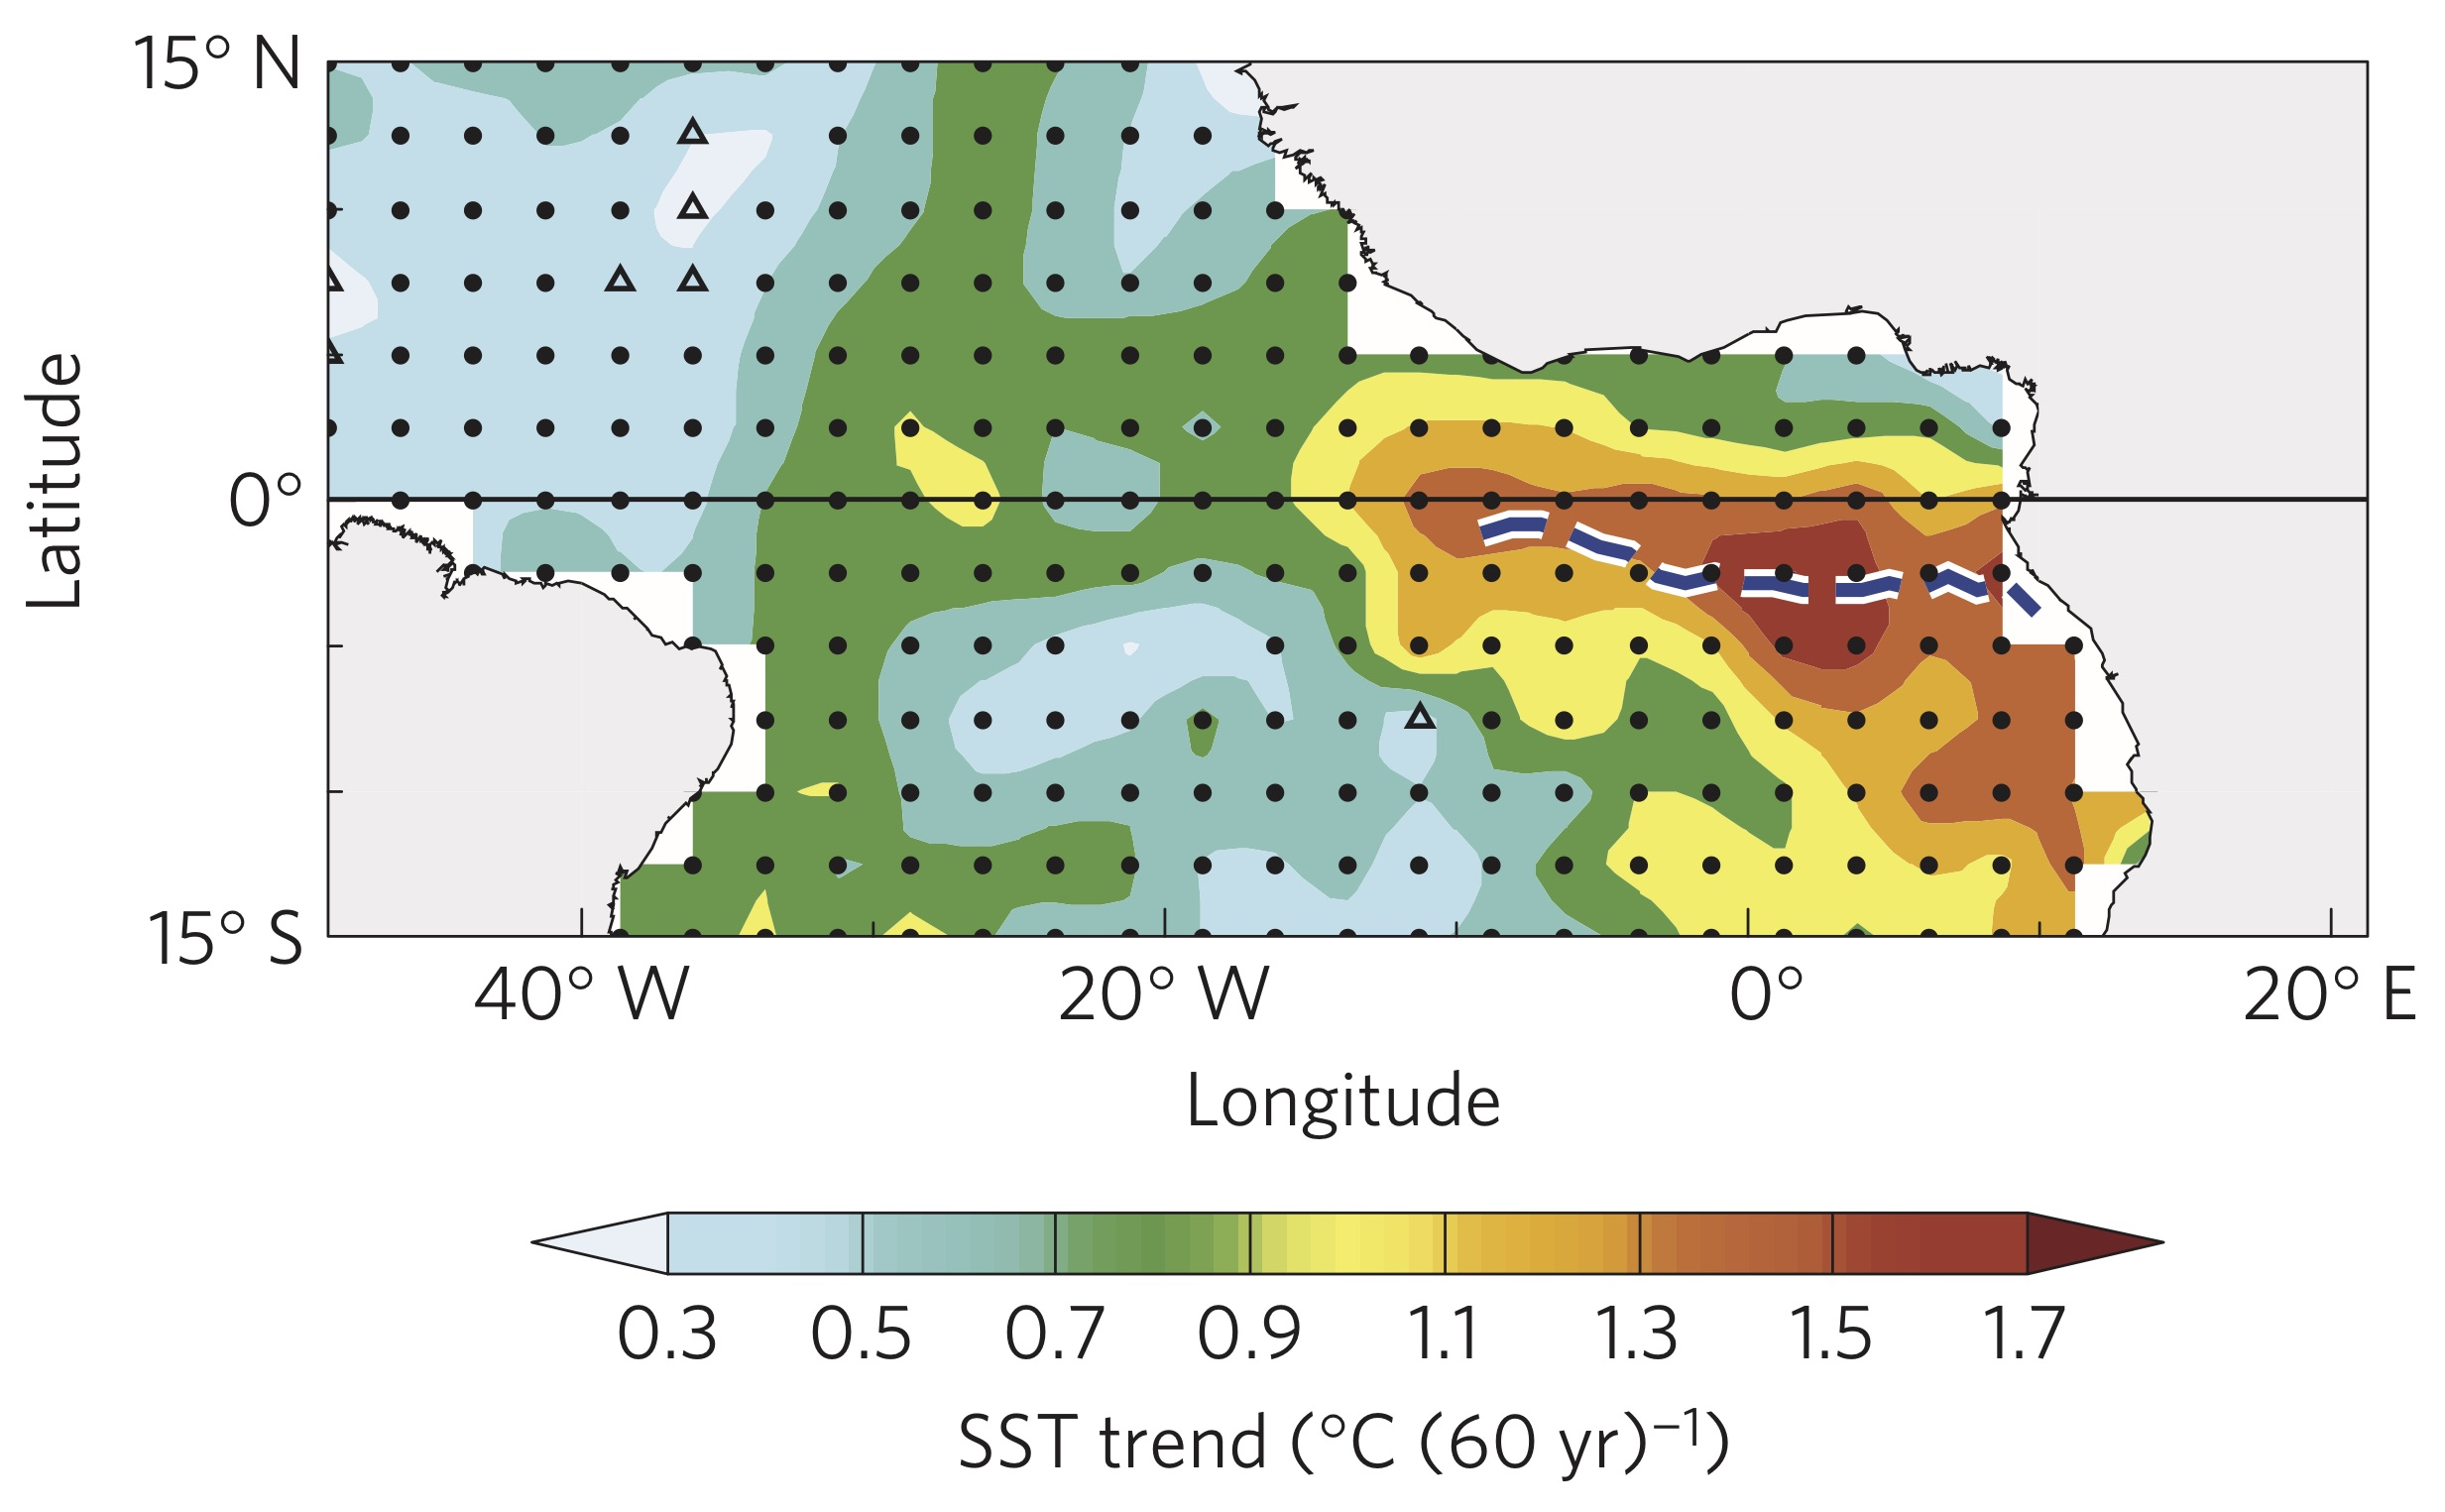 15° N
Latitude
0°
15° S
40° W 20° W 0° 20° E
Longitude
0.3 0.5 0.7 0.9 1.1 1.3 1.5 1.7
SST trend (°C (60 yr)⁻¹)